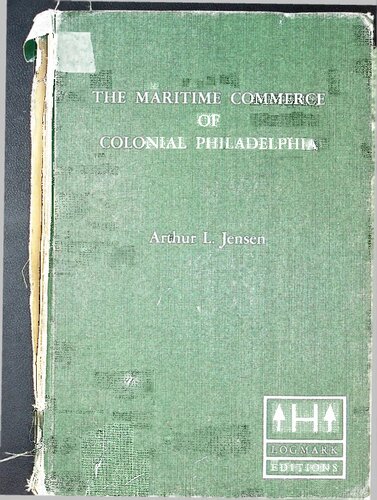 THE MARITIME COMMERCE
OF
COLONIAL PHILADELPHIA
Arthur L. Jensen
H
LOGMARK
EDITIONS